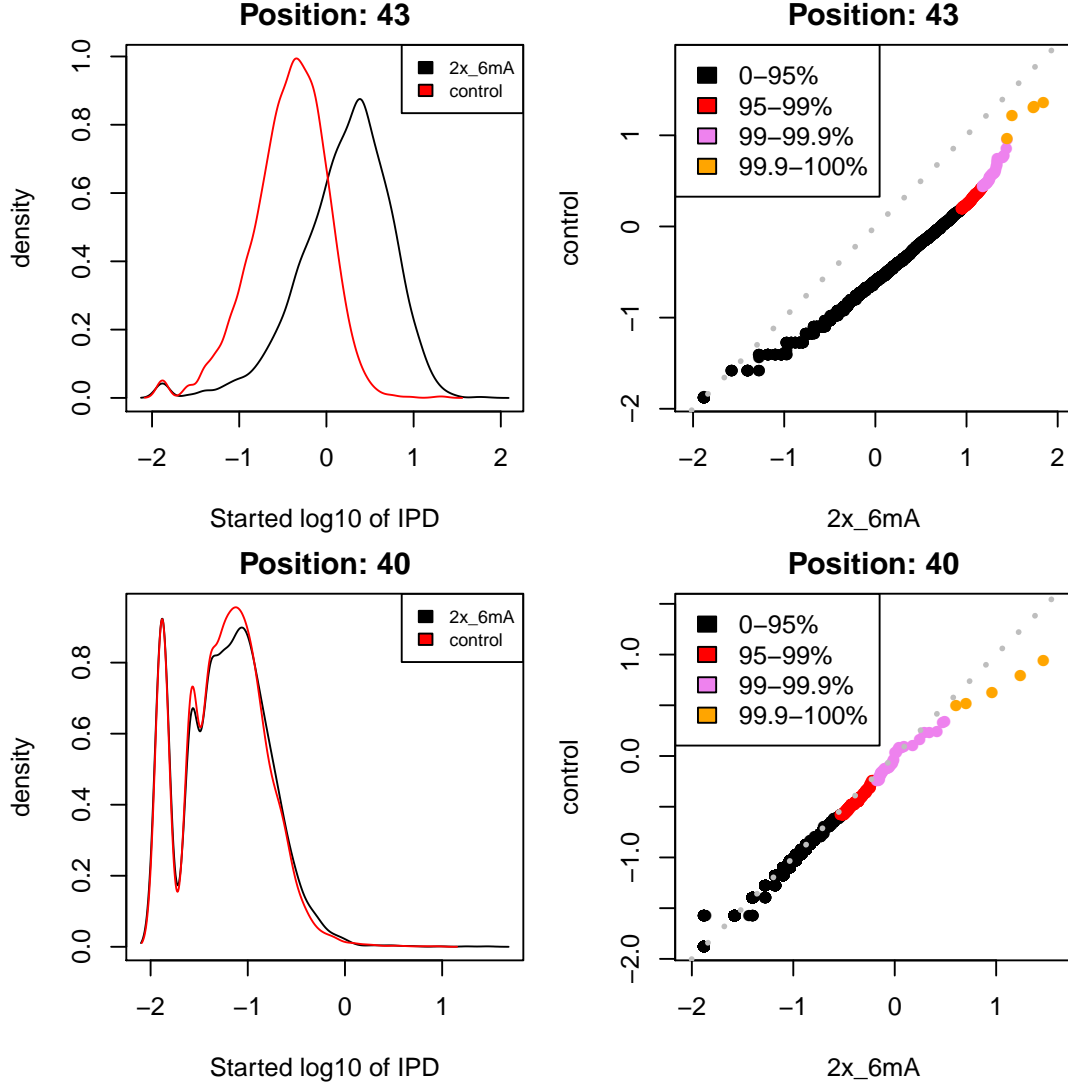 Position: 43
density
0.0 0.2 0.4 0.6 0.8 1.0
2x_6mA
control
−2 −1 0 1 2
Started log10 of IPD
Position: 43
control
−2 −1 0 1
0−95%
95−99%
99−99.9%
99.9−100%
−2 −1 0 1 2
2x_6mA
Position: 40
density
0.0 0.2 0.4 0.6 0.8
2x_6mA
control
−2 −1 0 1
Started log10 of IPD
Position: 40
control
−2.0 −1.0 0.0 1.0
0−95%
95−99%
99−99.9%
99.9−100%
−2 −1 0 1
2x_6mA